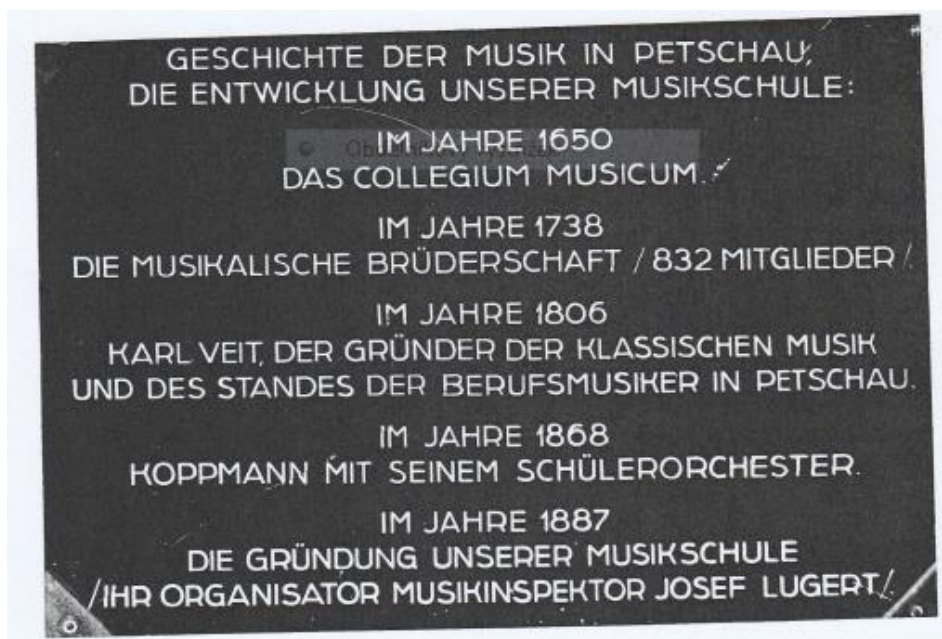 GESCHICHTE DER MUSIK IN PETSCHAU,
DIE ENTWICKLUNG UNSERER MUSIKSCHULE:
IM JAHRE 1650
DAS COLLEGIUM MUSICUM.
IM JAHRE 1738
DIE MUSIKALISCHE BRÜDERSCHAFT / 832 MITGLIEDER /.
IM JAHRE 1806
KARL VEIT, DER GRÜNDER DER KLASSISCHEN MUSIK
UND DES STANDES DER BERUFSMUSIKER IN PETSCHAU.
IM JAHRE 1868
KOPPMANN MIT SEINEM SCHÜLERORCHESTER.
IM JAHRE 1887
DIE GRÜNDUNG UNSERER MUSIKSCHULE
/IHR ORGANISATOR MUSIKINSPEKTOR JOSEF LUGERT/.